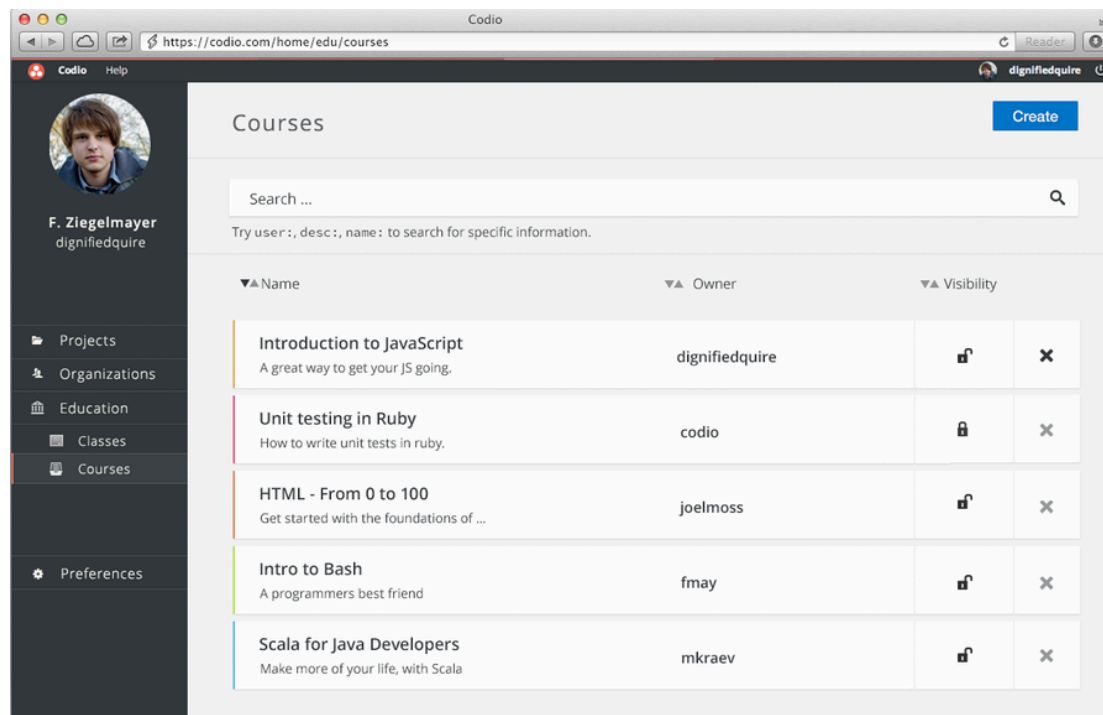 Codio
https://codio.com/home/edu/courses
Reader
Codio Help
dignifiedquire
F. Ziegelmayer
dignifiedquire
Projects
Organizations
Education
Classes
Courses
Preferences
Courses
Create
Search ...
Try user:, desc:, name: to search for specific information.
Name Owner Visibility
Introduction to JavaScript
A great way to get your JS going.
dignifiedquire
Unit testing in Ruby
How to write unit tests in ruby.
codio
HTML - From 0 to 100
Get started with the foundations of ...
joelmoss
Intro to Bash
A programmers best friend
fmay
Scala for Java Developers
Make more of your life, with Scala
mkraev